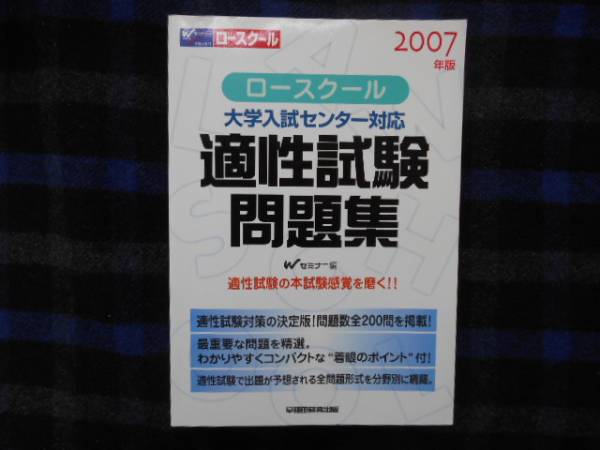 ロースクール
2007
年版
ロースクール
大学入試センター対応
適性試験
問題集
Wセミナー編
適性試験の本試験感覚を磨く!!
適性試験対策の決定版!問題数全200問を掲載!
最重要な問題を精選。
わかりやすくコンパクトな“着眼のポイント”付!
適性試験で出題が予想される全問題形式を分野別に網羅。
早稲田経営出版
LAW
SCHOOL